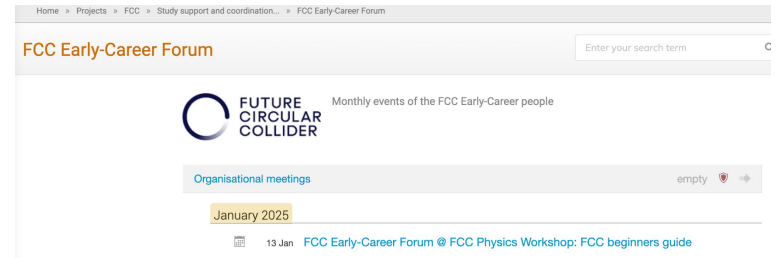 Home » Projects » FCC » Study support and coordination... » FCC Early-Career Forum
FCC Early-Career Forum
Enter your search term
FUTURE
CIRCULAR
COLLIDER
Monthly events of the FCC Early-Career people
Organisational meetings empty
January 2025
13 Jan FCC Early-Career Forum @ FCC Physics Workshop: FCC beginners guide